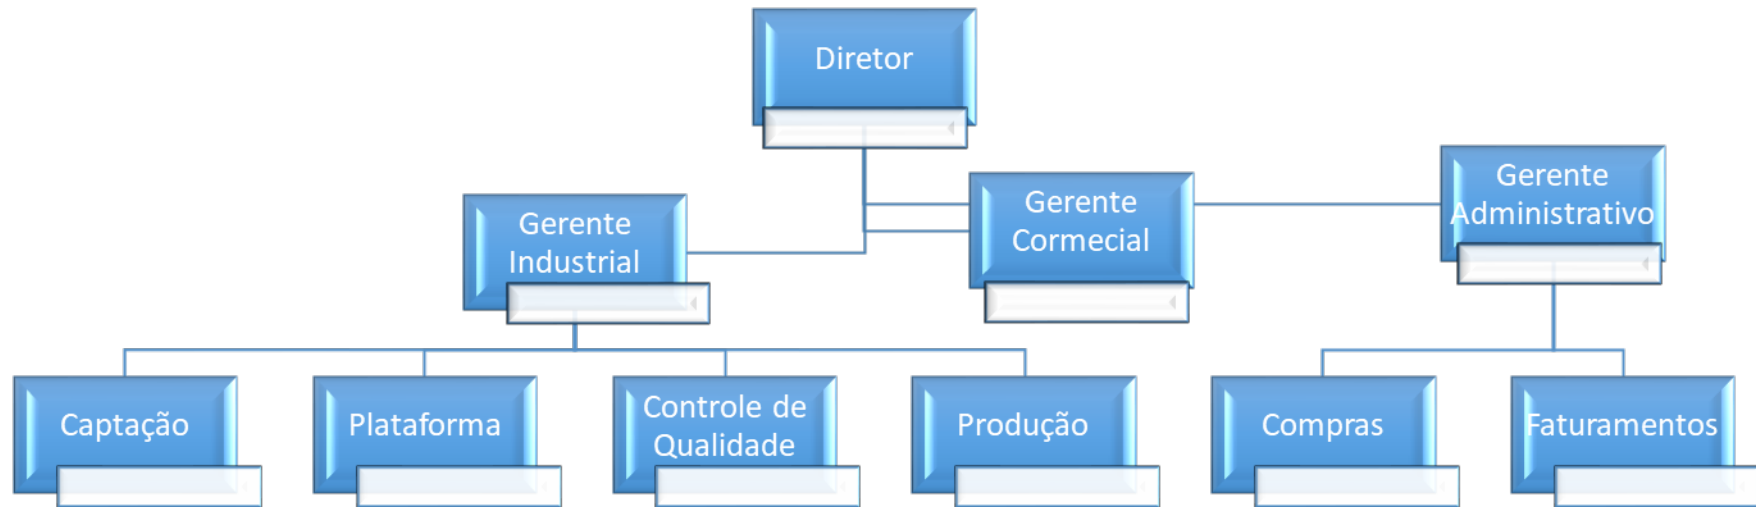 Diretor
Gerente
Industrial
Gerente
Cormecial
Gerente
Administrativo
Captação
Plataforma
Controle de
Qualidade
Produção
Compras
Faturamentos